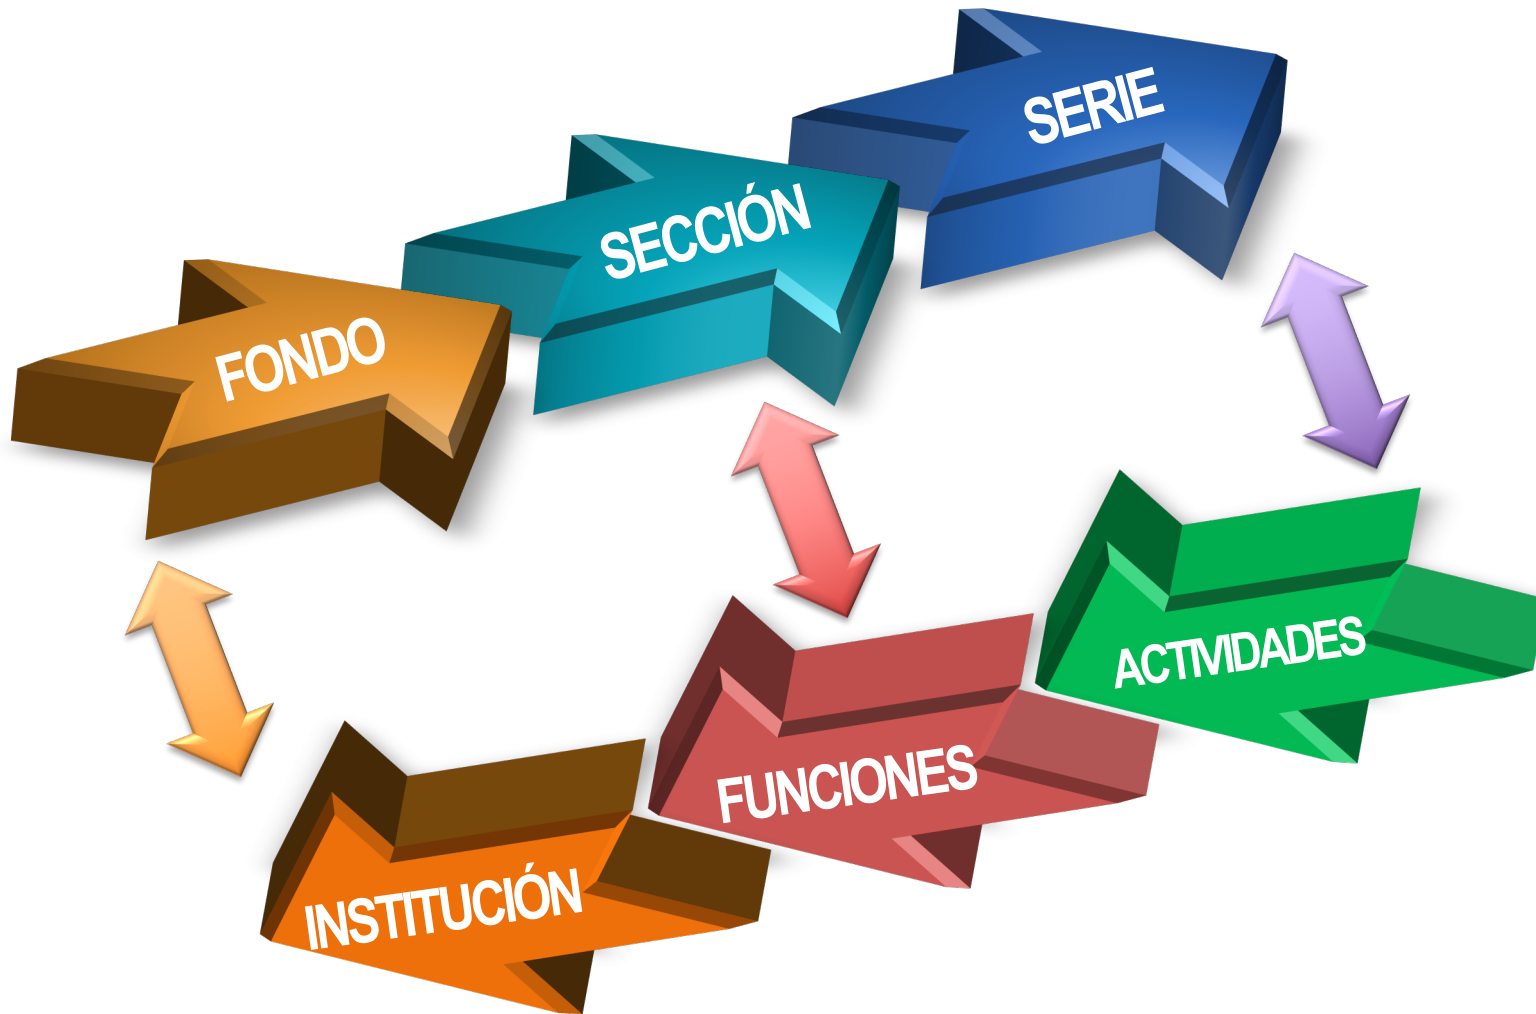 SERIE
SECCIÓN
FONDO
ACTIVIDADES
FUNCIONES
INSTITUCIÓN